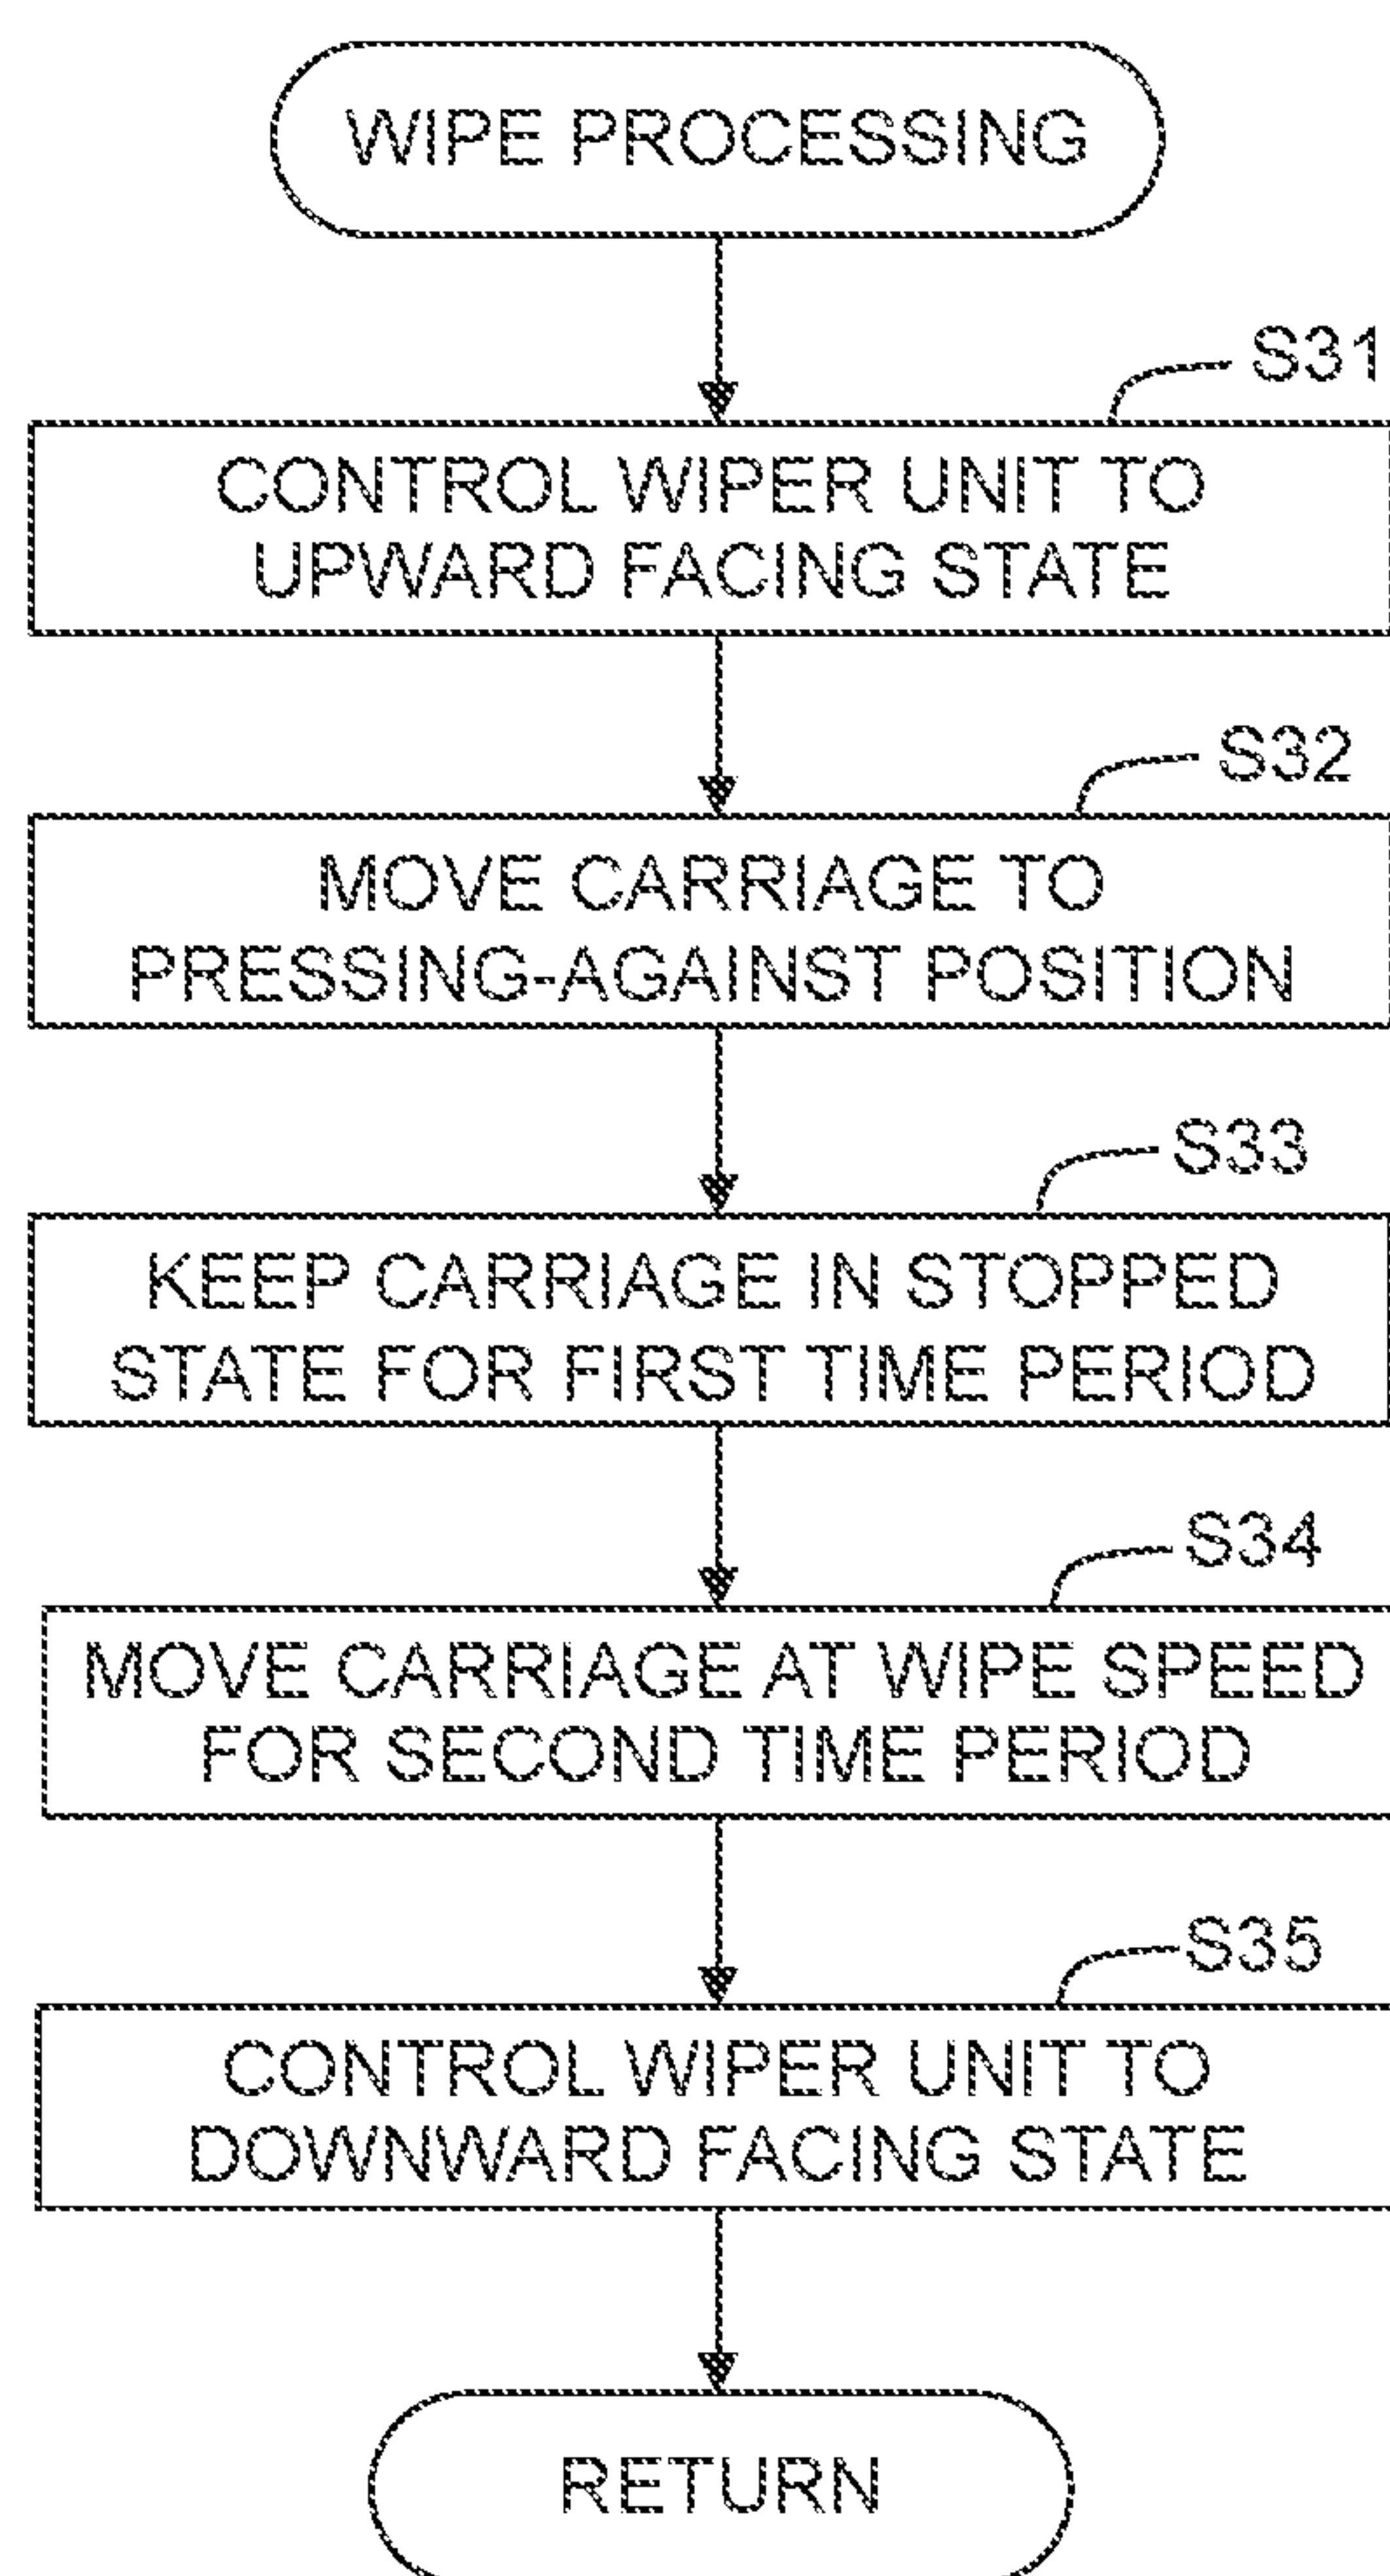 WIPE PROCESSING
S31
CONTROL WIPER UNIT TO
UPWARD FACING STATE
S32
MOVE CARRIAGE TO
PRESSING-AGAINST POSITION
S33
KEEP CARRIAGE IN STOPPED
STATE FOR FIRST TIME PERIOD
S34
MOVE CARRIAGE AT WIPE SPEED
FOR SECOND TIME PERIOD
S35
CONTROL WIPER UNIT TO
DOWNWARD FACING STATE
RETURN